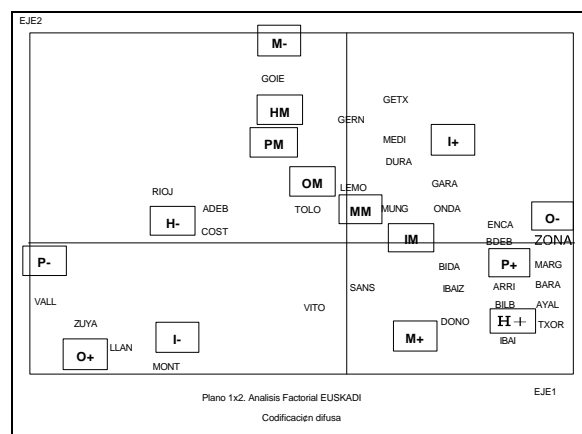 EJE2
M-
GOIE
GETX
HM
GERN
PM
MEDI
I+
DURA
OM
LEMO
GARA
RIOJ
ADEB
TOLO
MM
MUNG
ONDA
H-
O-
COST
ENCA
IM
BDEB
ZONA
P-
BIDA
P+
MARG
SANS
IBAIZ
ARRI
BARA
VALL
VITO
BILB
AYAL
ZUYA
DONO
H+
TXOR
LLAN
I-
M+
IBAI
O+
MONT
EJE1
Plano 1x2. Analisis Factorial EUSKADI
Codificación difusa